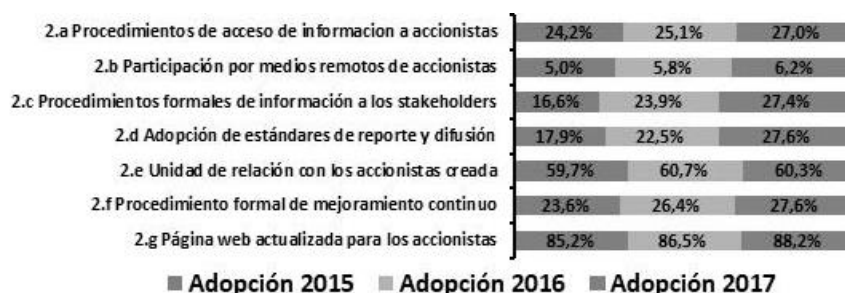 2.a Procedimientos de acceso de informacion a accionistas 24,2% 25,1% 27,0%
2.b Participación por medios remotos de accionistas 5,0% 5,8% 6,2%
2.c Procedimientos formales de información a los stakeholders 16,6% 23,9% 27,4%
2.d Adopción de estándares de reporte y difusión 17,9% 22,5% 27,6%
2.e Unidad de relación con los accionistas creada 59,7% 60,7% 60,3%
2.f Procedimiento formal de mejoramiento continuo 23,6% 26,4% 27,6%
2.g Página web actualizada para los accionistas 85,2% 86,5% 88,2%
Adopción 2015 Adopción 2016 Adopción 2017